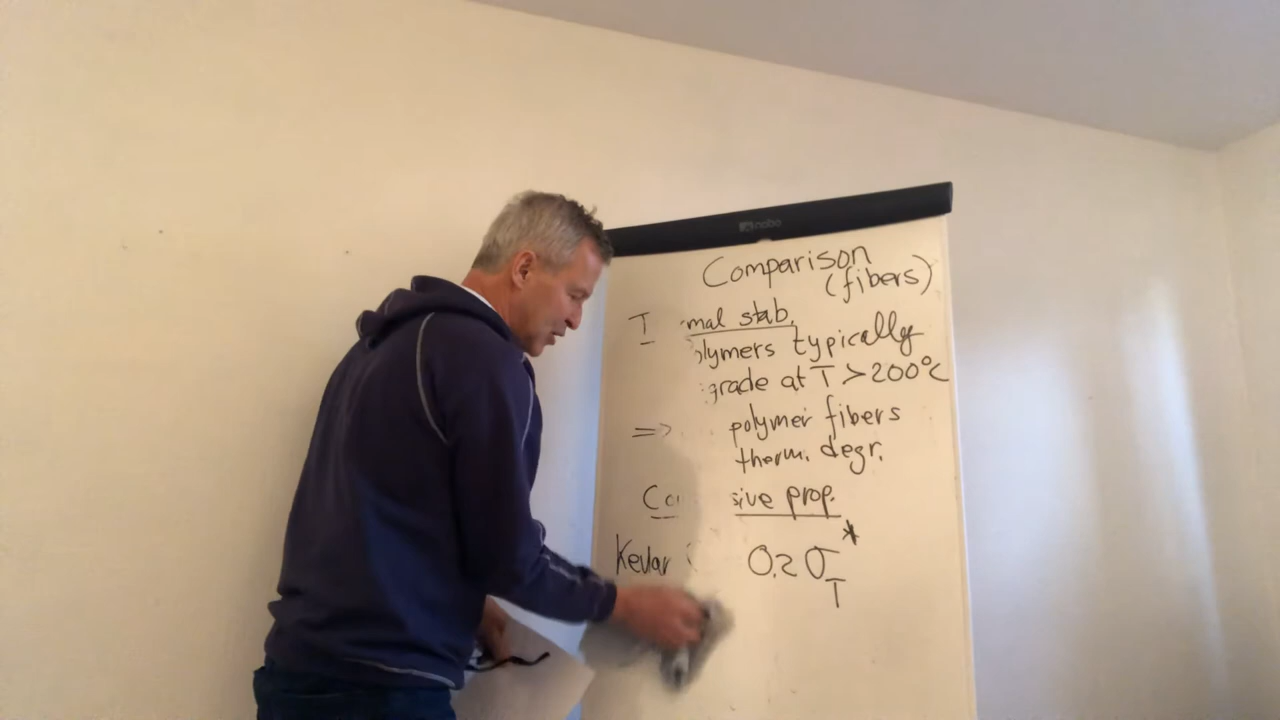 nobo
Comparison
(fibers)
T mal stab.
olymers typically
grade at T > 200°C
=> polymer fibers
therm. degr.
Co sive prop.
Kevlar 0.2 σ*
T